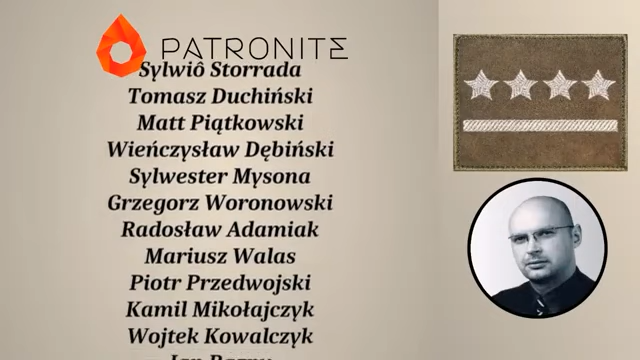 PATRONITE
Sylwiô Storrada
Tomasz Duchiński
Matt Piątkowski
Wieńczysław Dębiński
Sylwester Mysona
Grzegorz Woronowski
Radosław Adamiak
Mariusz Walas
Piotr Przedwojski
Kamil Mikołajczyk
Wojtek Kowalczyk